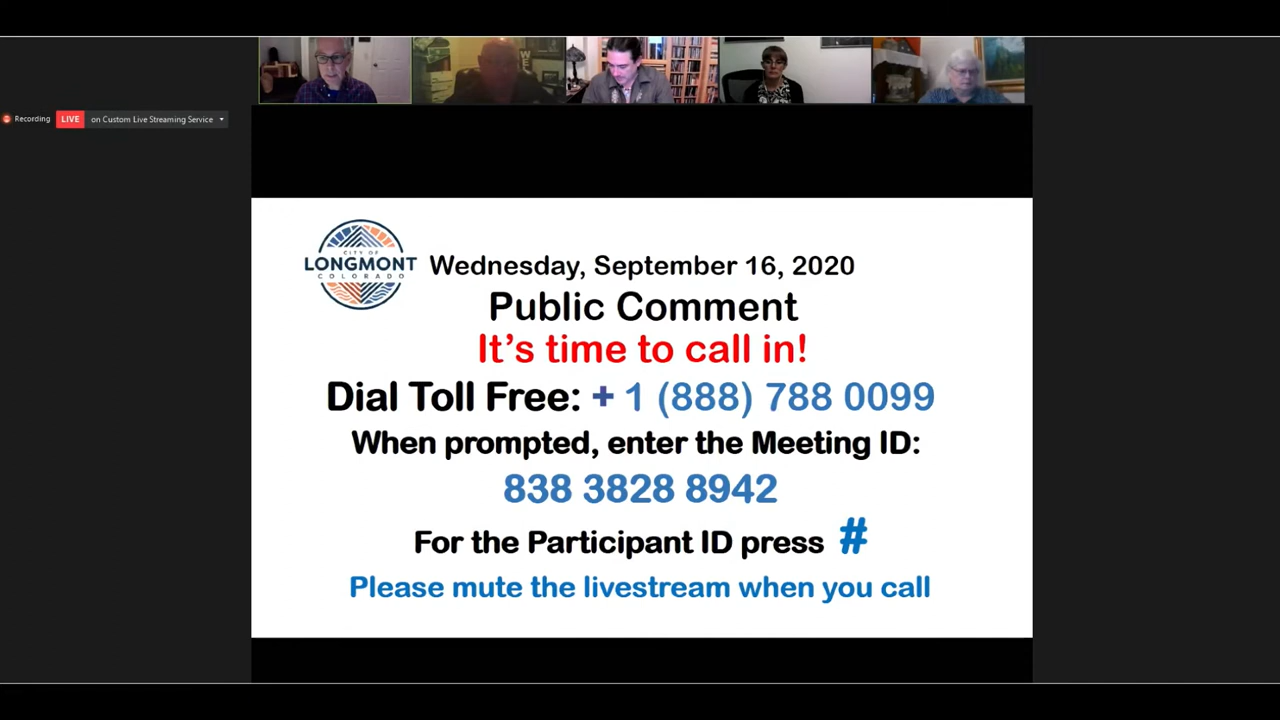 Recording
LIVE
on Custom Live Streaming Service
CITY OF
LONGMONT
COLORADO
Wednesday, September 16, 2020
Public Comment
It's time to call in!
Dial Toll Free: + 1 (888) 788 0099
When prompted, enter the Meeting ID:
838 3828 8942
For the Participant ID press #
Please mute the livestream when you call